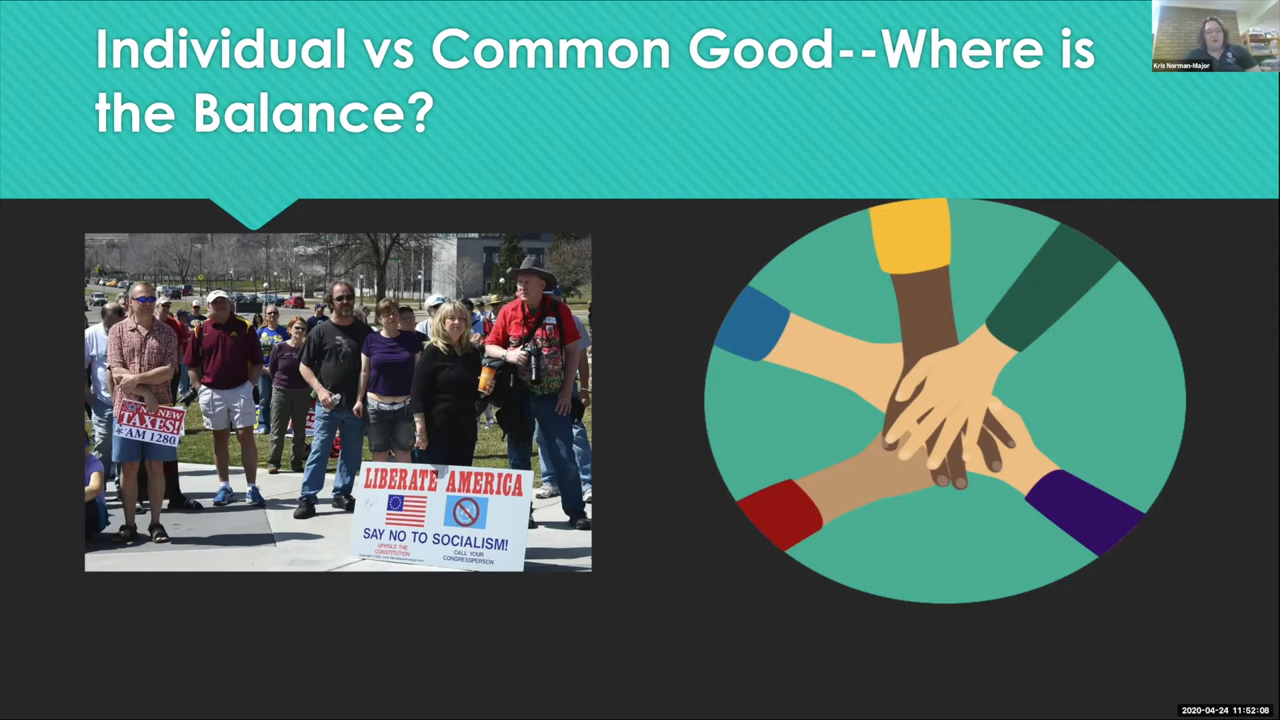 Individual vs Common Good--Where is
the Balance?
Kris Norman-Major
NO NEW
TAXES!
AM 1280
LIBERATE AMERICA
SAY NO TO SOCIALISM!
UPHOLD THE
CONSTITUTION
CALL YOUR
CONGRESSPERSON
2020-04-24 11:52:08